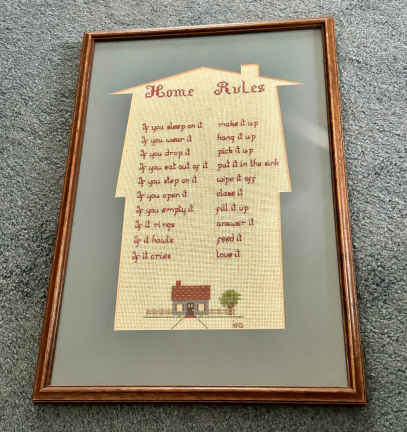 Home Rules
If you sleep on it make it up
If you wear it hang it up
If you drop it pick it up
If you eat out of it put it in the sink
If you step on it wipe it off
If you open it close it
If you empty it fill it up
If it rings answer it
If it howls feed it
If it cries love it